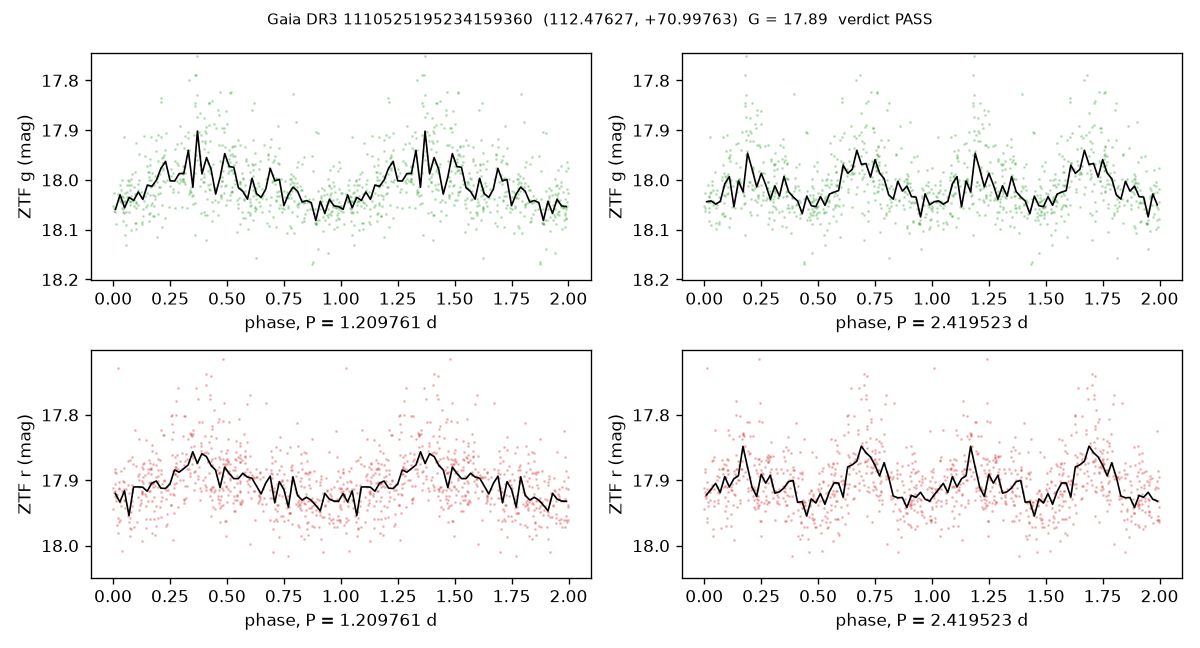 Gaia DR3 1110525195234159360 (112.47627, +70.99763) G = 17.89 verdict PASS
ZTF g (mag)
17.8
17.9
18.0
18.1
18.2
0.00 0.25 0.50 0.75 1.00 1.25 1.50 1.75 2.00
phase, P = 1.209761 d
ZTF g (mag)
17.8
17.9
18.0
18.1
18.2
0.00 0.25 0.50 0.75 1.00 1.25 1.50 1.75 2.00
phase, P = 2.419523 d
ZTF r (mag)
17.8
17.9
18.0
0.00 0.25 0.50 0.75 1.00 1.25 1.50 1.75 2.00
phase, P = 1.209761 d
ZTF r (mag)
17.8
17.9
18.0
0.00 0.25 0.50 0.75 1.00 1.25 1.50 1.75 2.00
phase, P = 2.419523 d